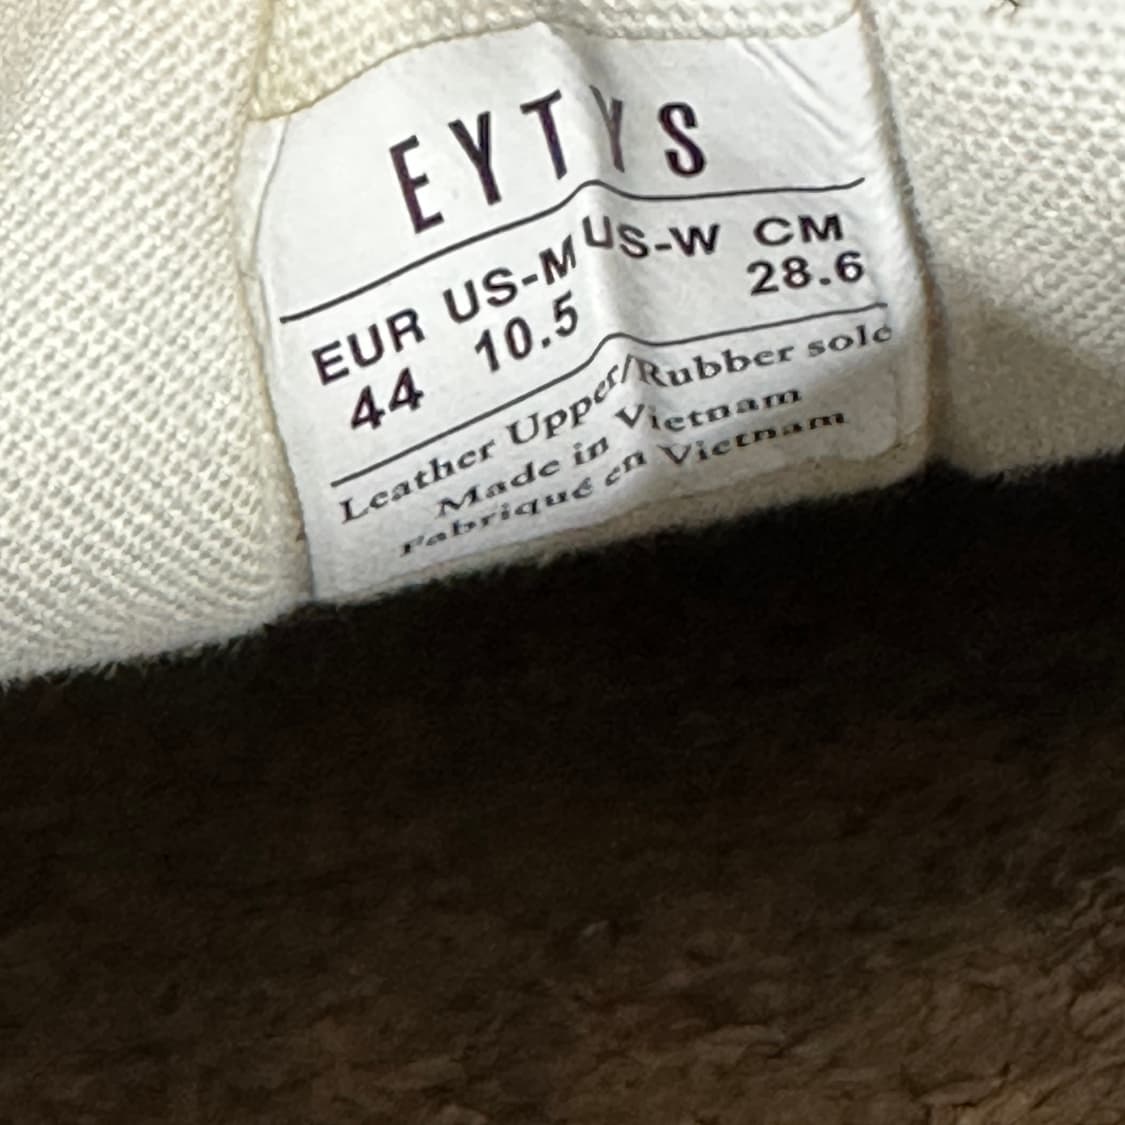 EYTYS
EUR US-M US-W CM
44 10.5 28.6
Leather Upper/Rubber sole
Made in Vietnam
Fabriqué en Vietnam